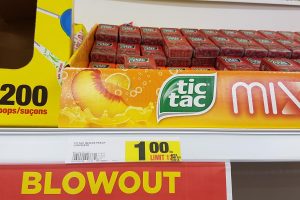 200
pops/suçons
tic
tac
MIX
1.00
LIMIT
BLOWOUT